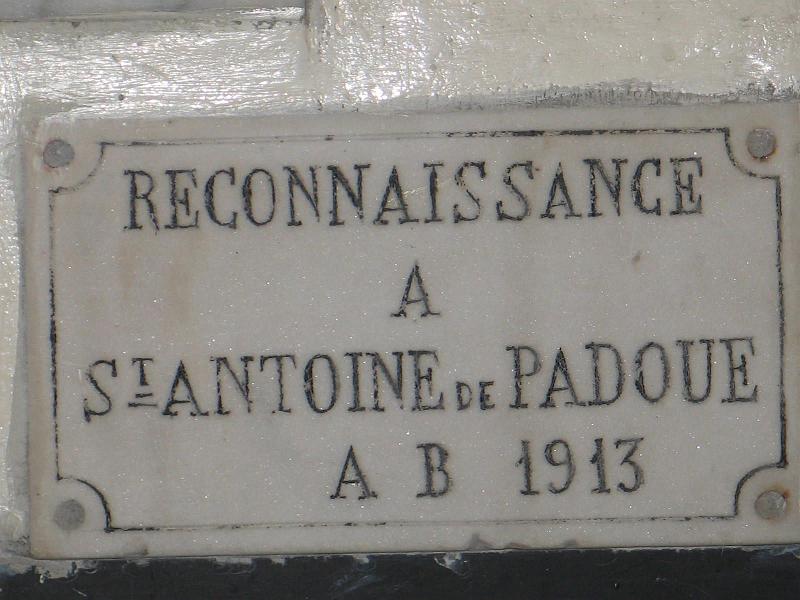 RECONNAISSANCE
A
ST ANTOINE DE PADOUE
A B 1913